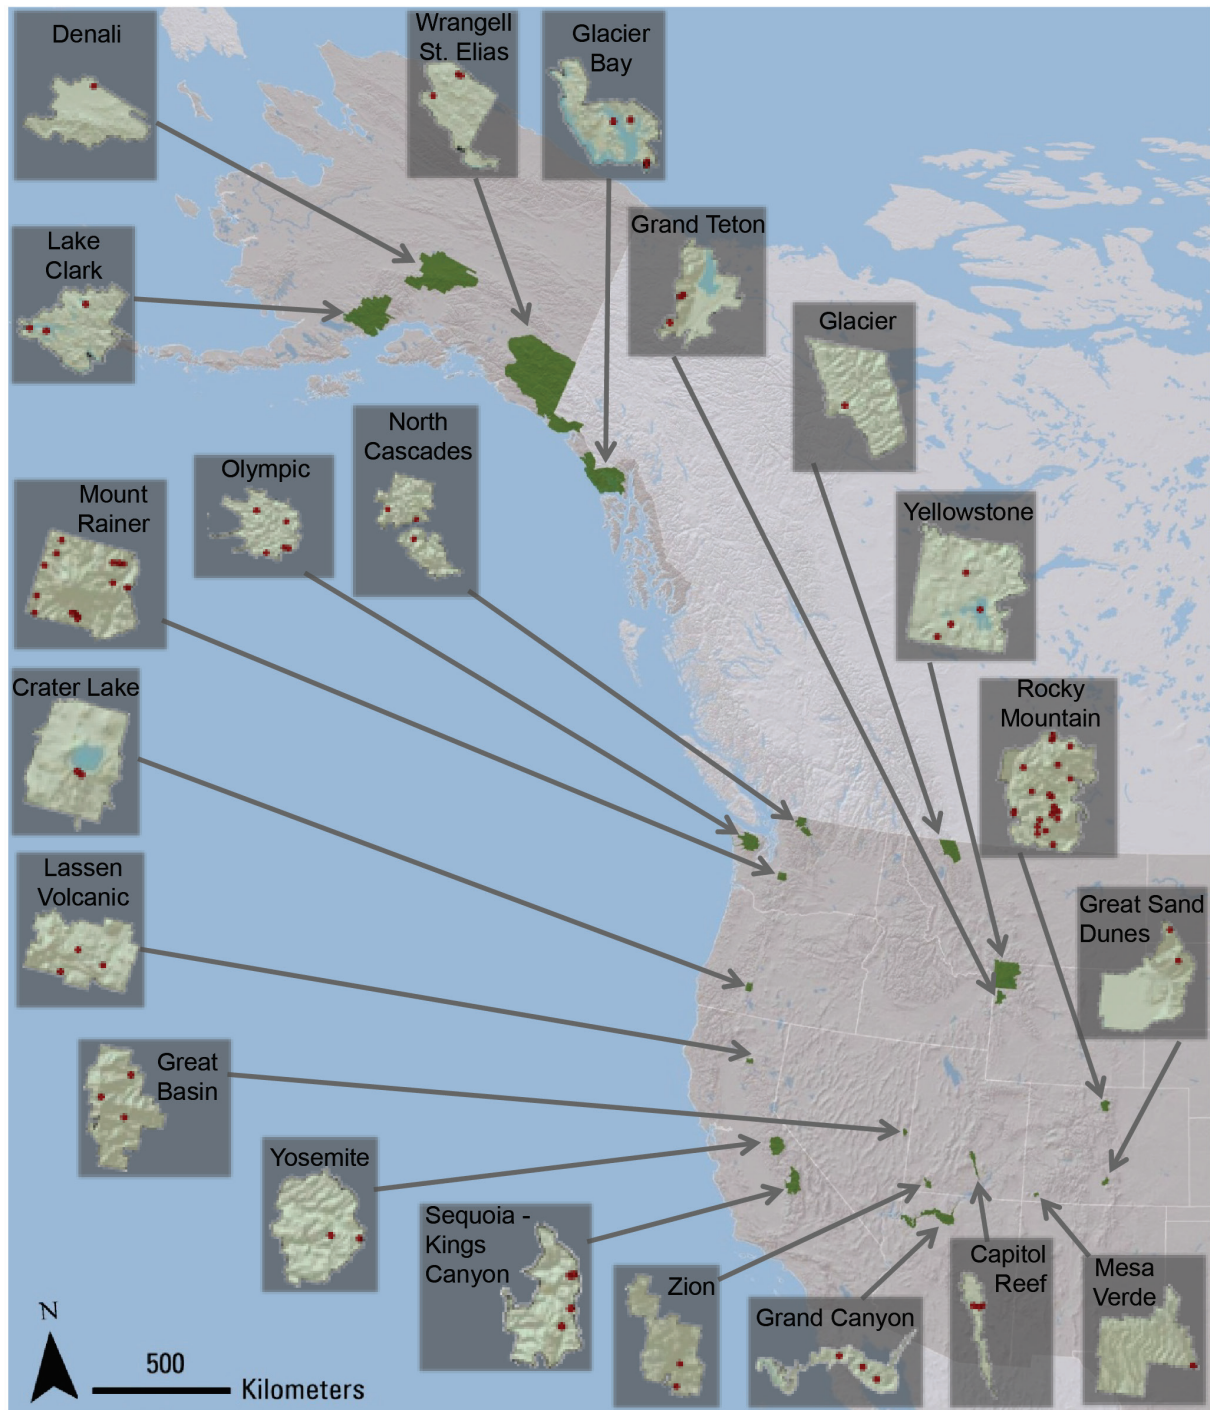 Denali
Wrangell
St. Elias
Glacier
Bay
Grand Teton
Lake
Clark
Glacier
North
Cascades
Olympic
Mount
Rainer
Yellowstone
Rocky
Mountain
Crater Lake
Lassen
Volcanic
Great Sand
Dunes
Great
Basin
Yosemite
Sequoia -
Kings
Canyon
Zion
Grand Canyon
Capitol
Reef
Mesa
Verde
N
500
Kilometers